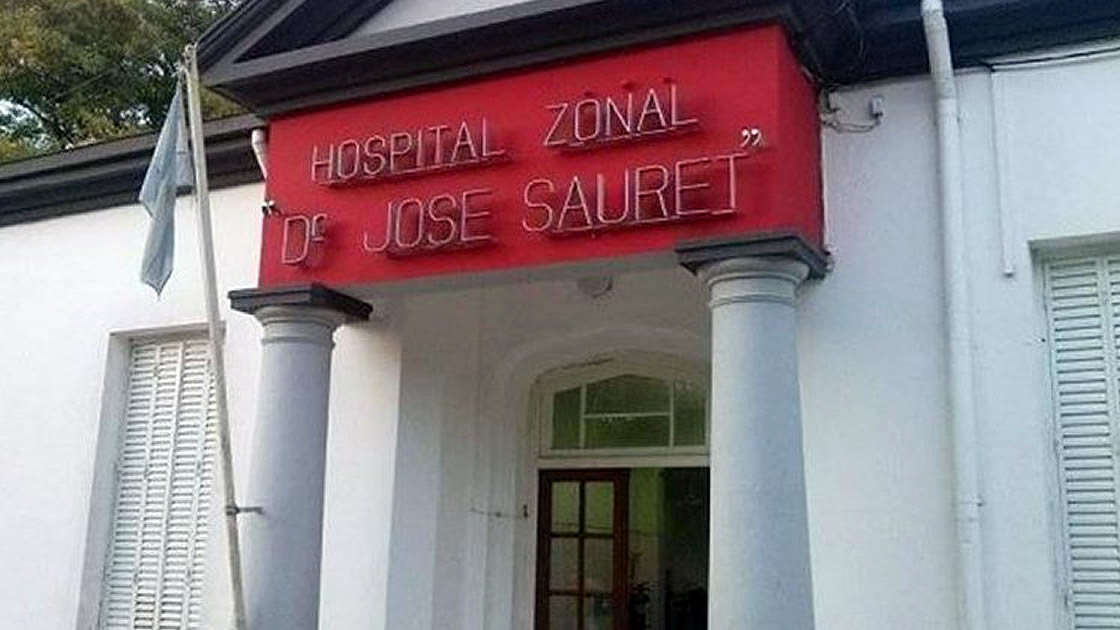 HOSPITAL ZONAL
"Dr JOSE SAURET"